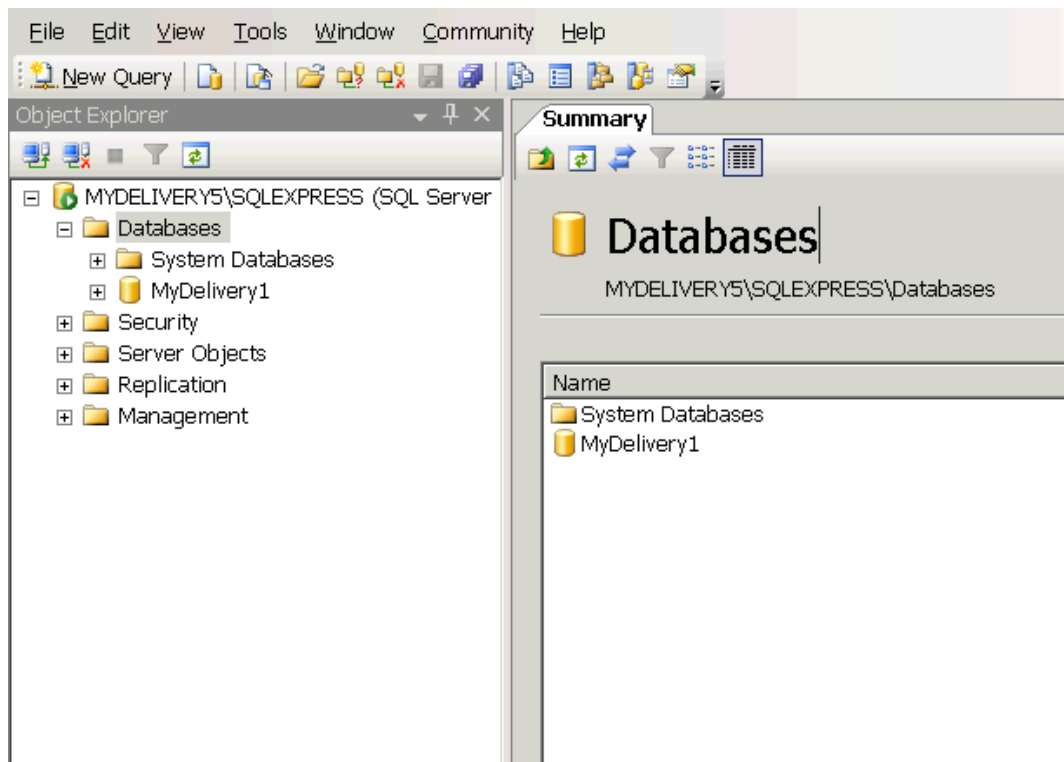 File Edit View Tools Window Community Help
New Query
Object Explorer
Summary
MYDELIVERY5\SQLEXPRESS (SQL Server
Databases
System Databases
MyDelivery1
Security
Server Objects
Replication
Management
Databases
MYDELIVERY5\SQLEXPRESS\Databases
Name
System Databases
MyDelivery1